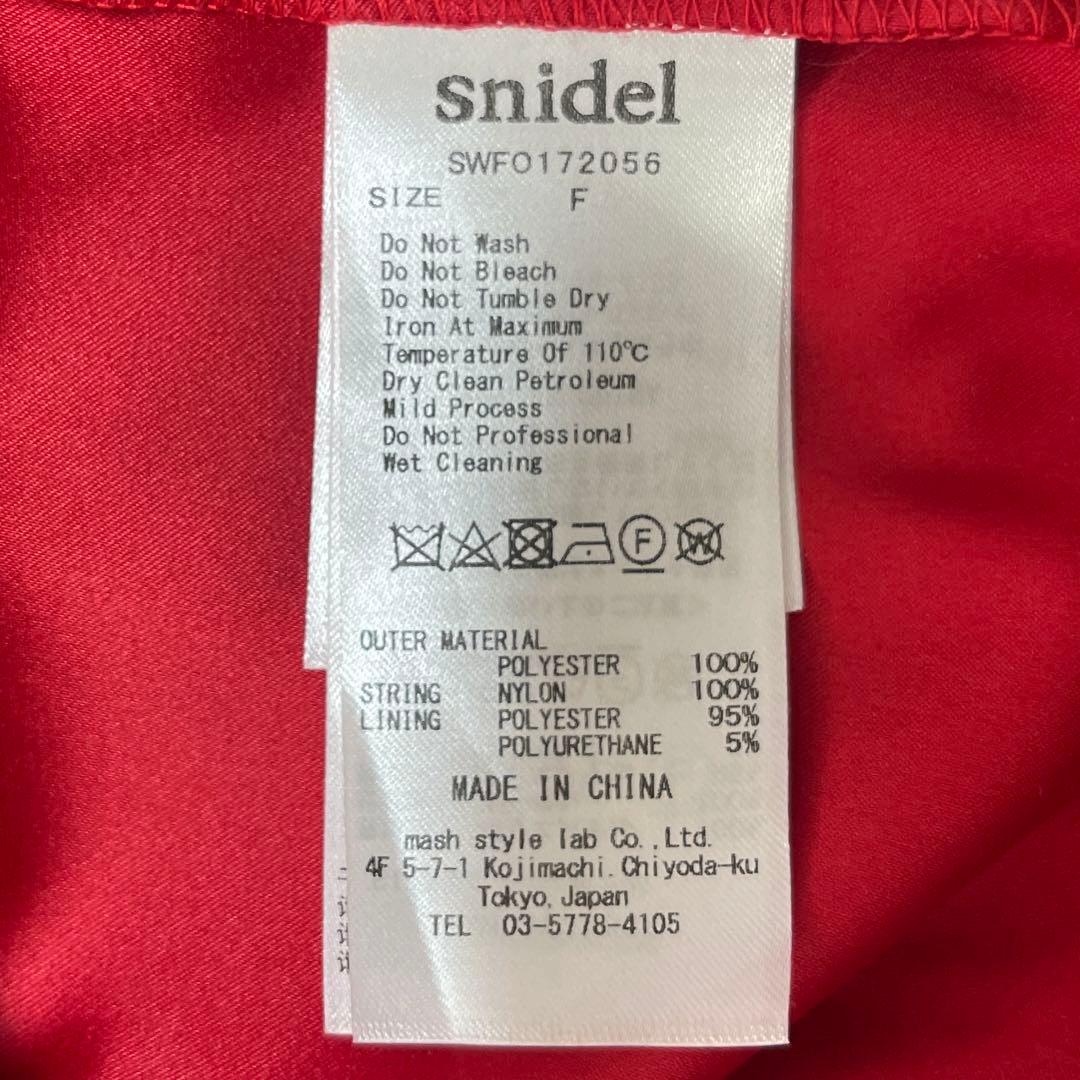 snidel
SWFO172056
SIZE F
Do Not Wash
Do Not Bleach
Do Not Tumble Dry
Iron At Maximum
Temperature Of 110℃
Dry Clean Petroleum
Mild Process
Do Not Professional
Wet Cleaning
F W
OUTER MATERIAL
POLYESTER 100%
STRING NYLON 100%
LINING POLYESTER 95%
POLYURETHANE 5%
MADE IN CHINA
mash style lab Co.,Ltd.
4F 5-7-1 Kojimachi. Chiyoda-ku
Tokyo, Japan
TEL 03-5778-4105